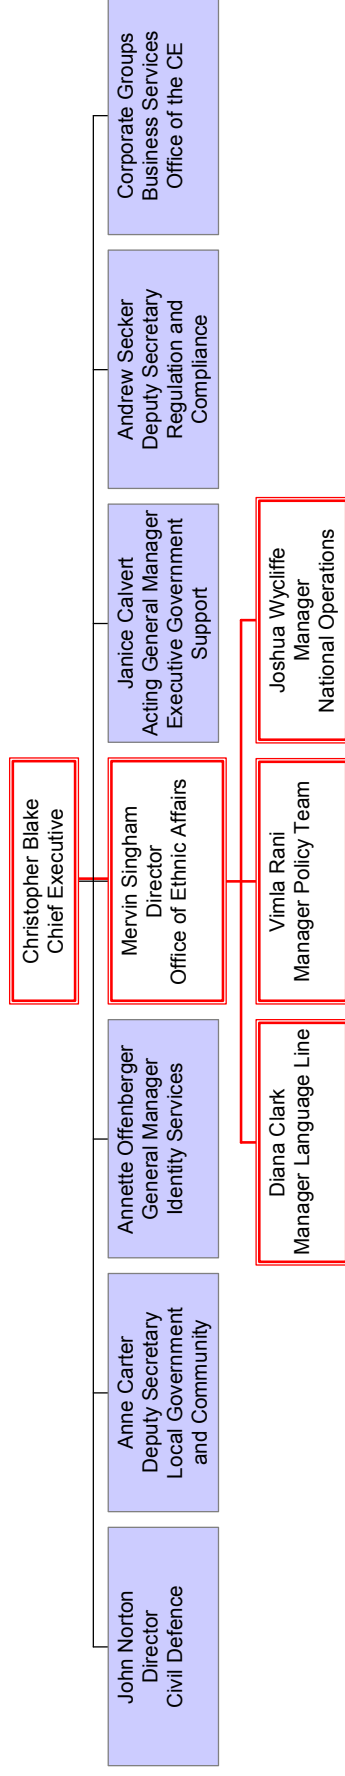 Christopher Blake
Chief Executive
John Norton
Director
Civil Defence
Anne Carter
Deputy Secretary
Local Government
and Community
Annette Offenberger
General Manager
Identity Services
Mervin Singham
Director
Office of Ethnic Affairs
Janice Calvert
Acting General Manager
Executive Government
Support
Andrew Secker
Deputy Secretary
Regulation and
Compliance
Corporate Groups
Business Services
Office of the CE
Diana Clark
Manager Language Line
Vimla Rani
Manager Policy Team
Joshua Wycliffe
Manager
National Operations